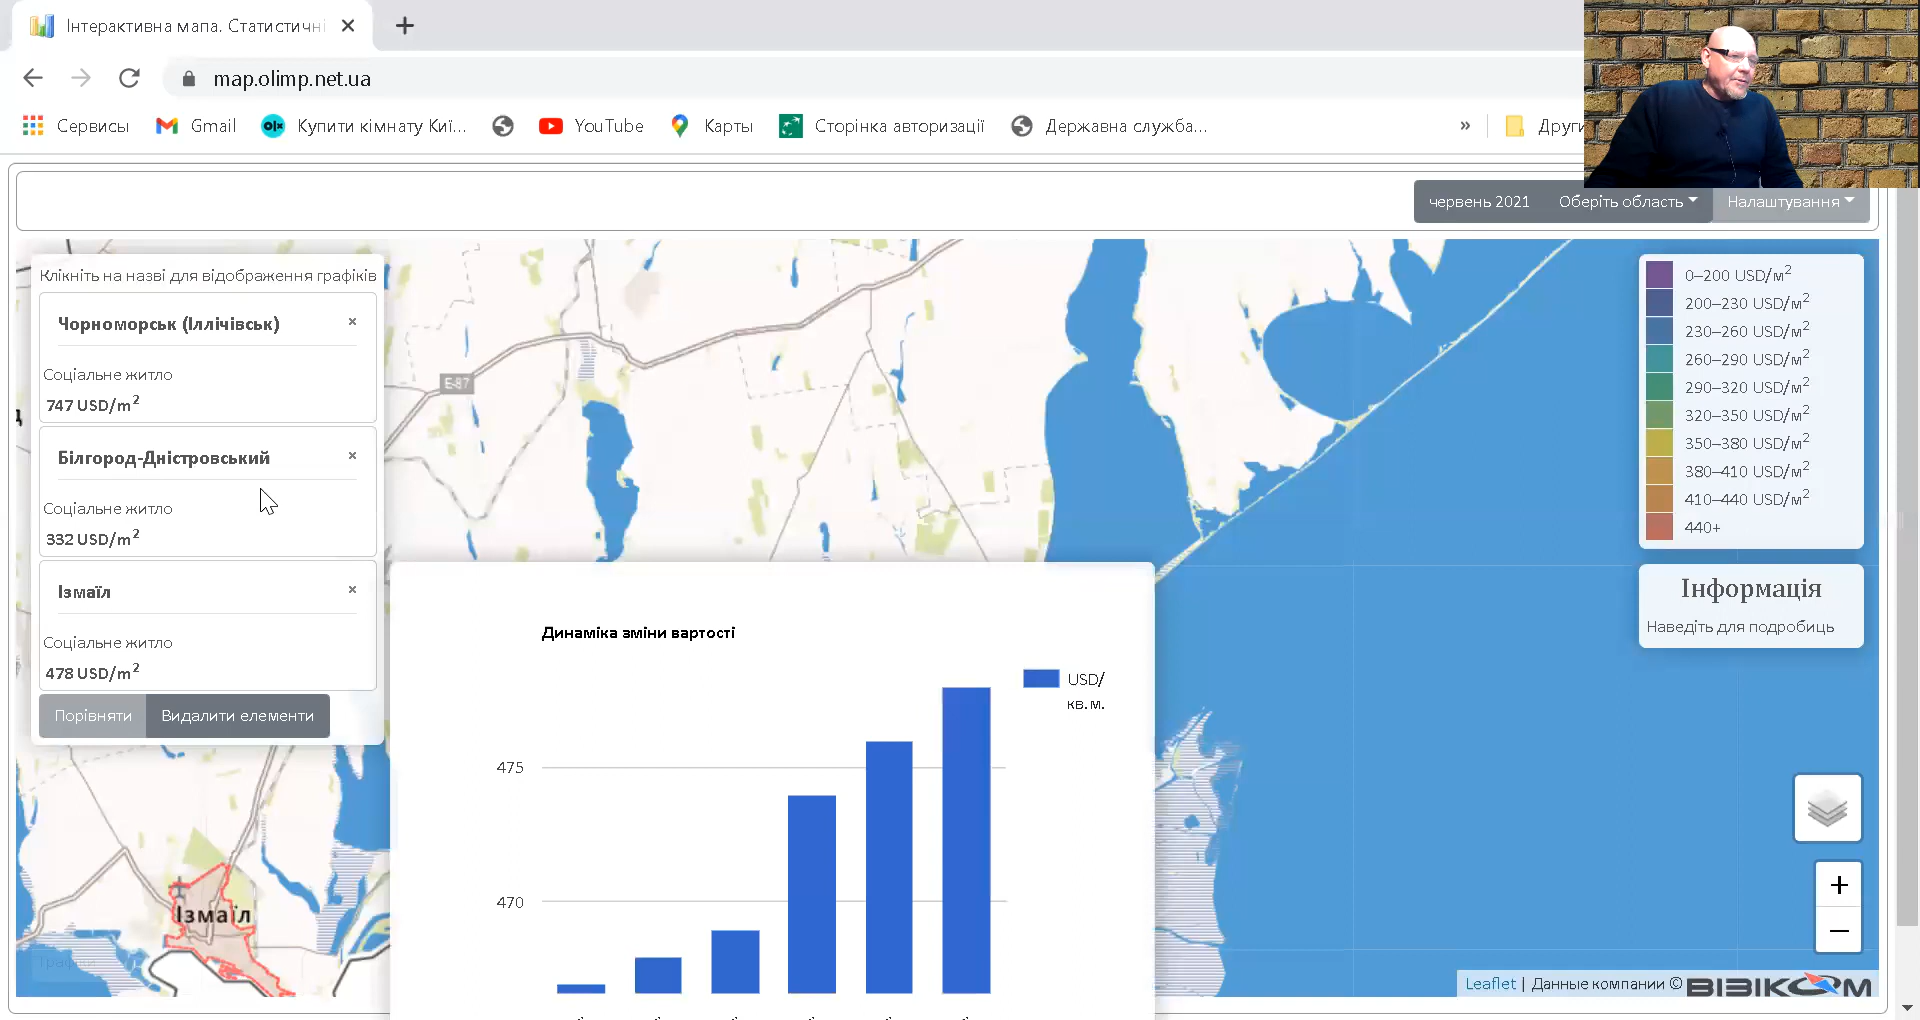 Інтерактивна мапа. Статистичні
map.olimp.net.ua
Сервисы
Gmail
Купити кімнату Киї...
YouTube
Карты
Сторінка авторизації
Державна служба...
»
червень 2021
Оберіть область
Налаштування
Клікніть на назві для відображення графіків
Чорноморськ (Іллічівськ)
×
Соціальне житло
747 USD/m²
Білгород-Дністровський
×
Соціальне житло
332 USD/m²
Ізмаїл
×
Соціальне житло
478 USD/m²
Порівняти
Видалити елементи
E-87
Ізмаїл
Динаміка зміни вартості
USD/
кв.м.
475
470
0–200 USD/м²
200–230 USD/м²
230–260 USD/м²
260–290 USD/м²
290–320 USD/м²
320–350 USD/м²
350–380 USD/м²
380–410 USD/м²
410–440 USD/м²
440+
Інформація
Наведіть для подробиць
+
−
Leaflet | Данные компании © ВІЗІКОМ